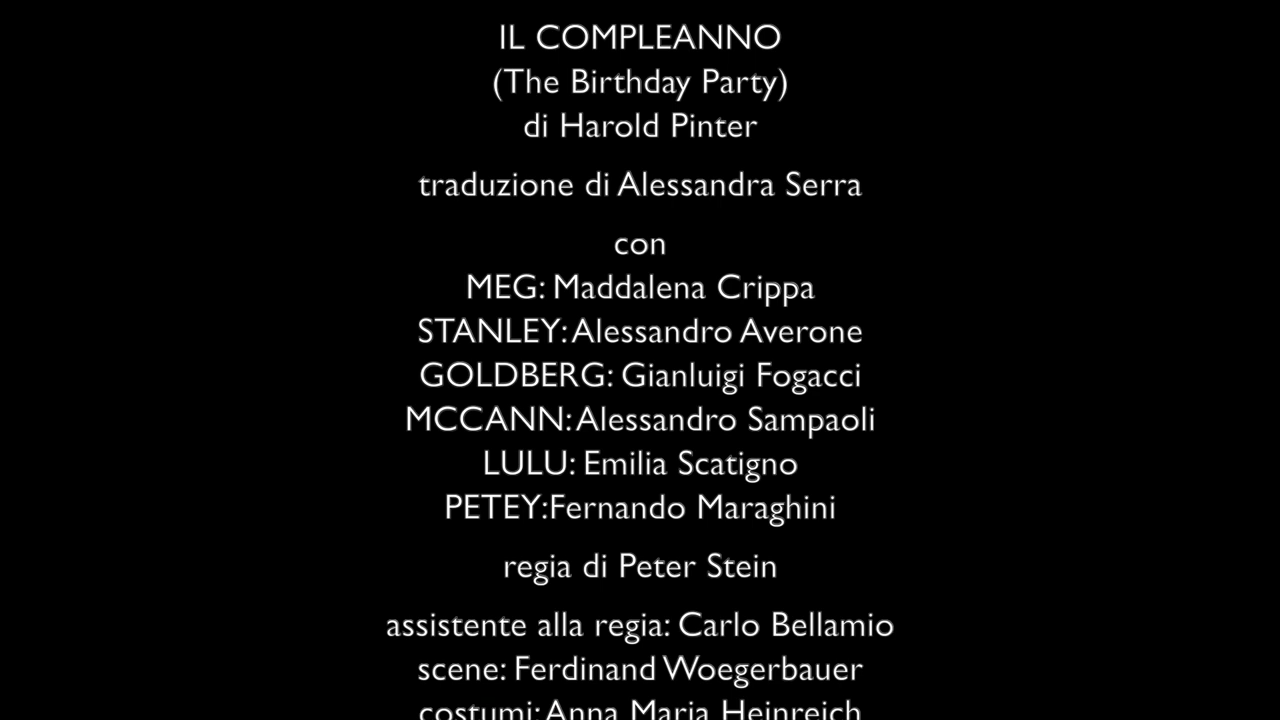 IL COMPLEANNO
(The Birthday Party)
di Harold Pinter
traduzione di Alessandra Serra
con
MEG: Maddalena Crippa
STANLEY: Alessandro Averone
GOLDBERG: Gianluigi Fogacci
MCCANN: Alessandro Sampaoli
LULU: Emilia Scatigno
PETEY:Fernando Maraghini
regia di Peter Stein
assistente alla regia: Carlo Bellamio
scene: Ferdinand Woegerbauer
costumi: Anna Maria Heinreich